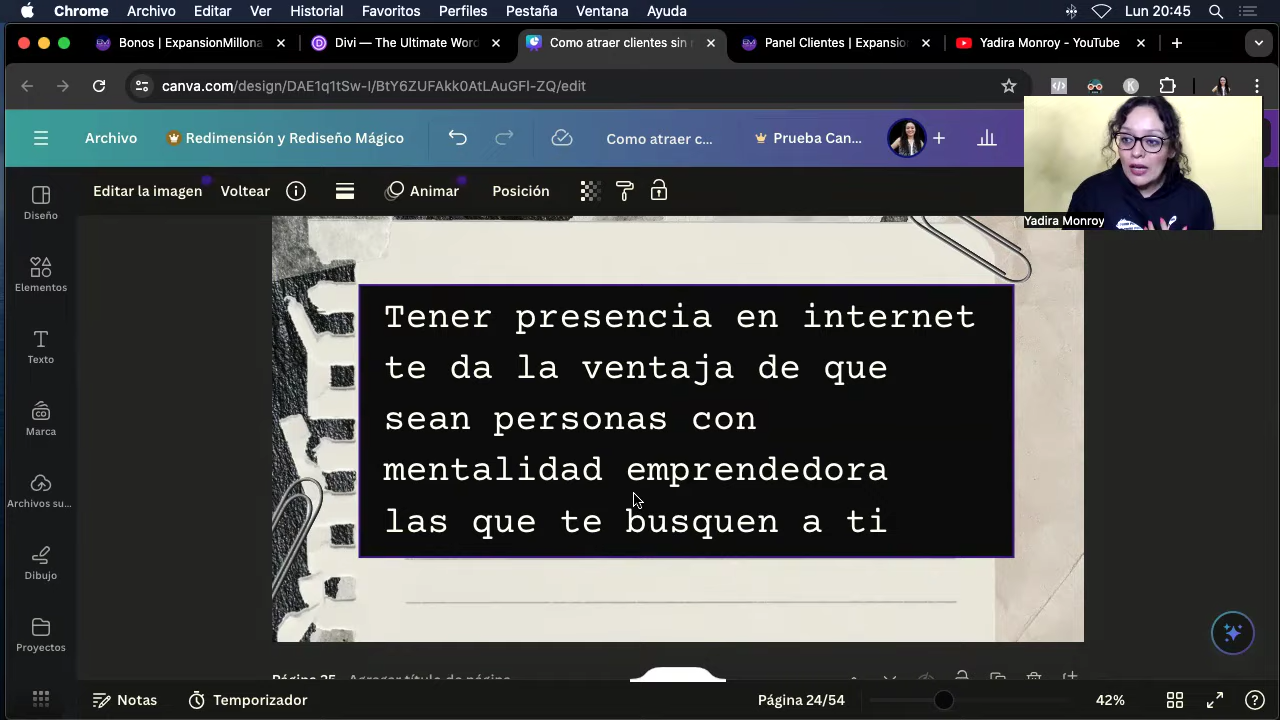 Chrome Archivo Editar Ver Historial Favoritos Perfiles Pestaña Ventana Ayuda Lun 20:45
Bonos | ExpansionMillona
Divi — The Ultimate Word
Como atraer clientes sin
Panel Clientes | Expansio
Yadira Monroy - YouTube
canva.com/design/DAE1q1tSw-I/BtY6ZUFAkk0AtLAuGFI-ZQ/edit
Archivo Redimensión y Rediseño Mágico Como atraer c... Prueba Can...
Editar la imagen Voltear Animar Posición
Yadira Monroy
Diseño
Elementos
Texto
Marca
Archivos su...
Dibujo
Proyectos
Tener presencia en internet
te da la ventaja de que
sean personas con
mentalidad emprendedora
las que te busquen a ti
Notas Temporizador Página 24/54 42%